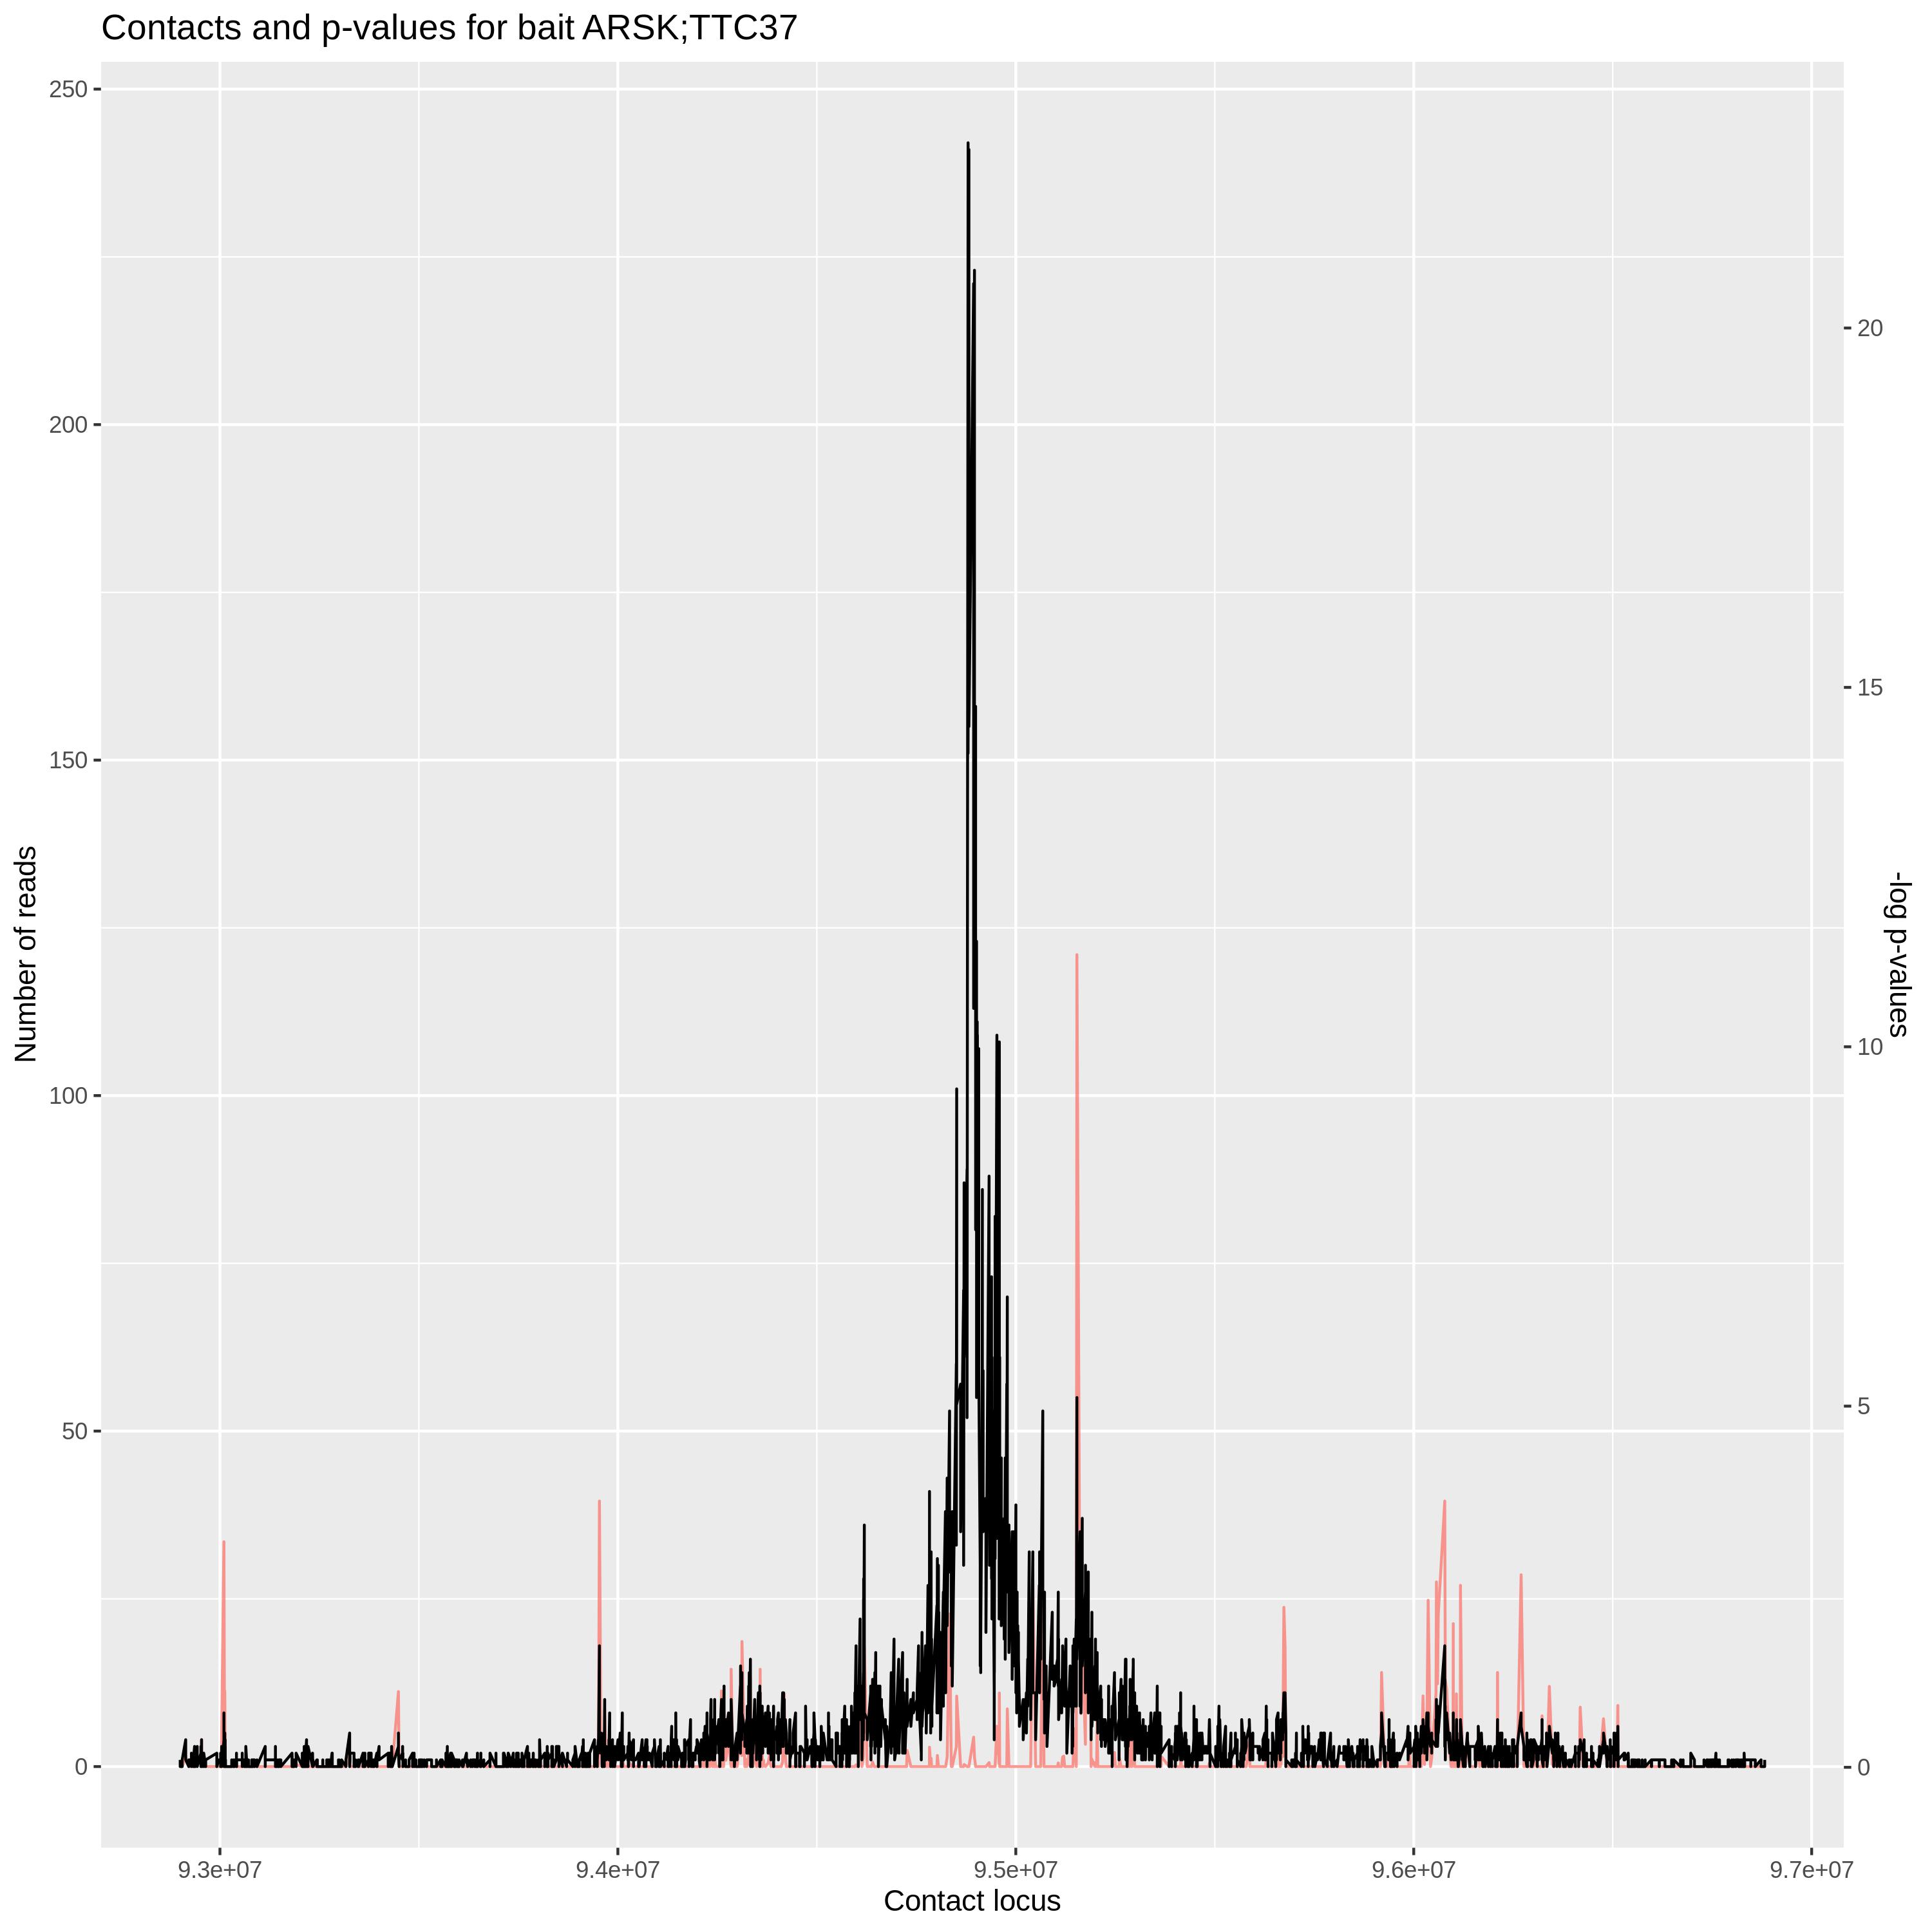 Contacts and p-values for bait ARSK;TTC37
250
200
150
100
50
0
Number of reads
20
15
10
5
0
-log p-values
9.3e+07
9.4e+07
9.5e+07
9.6e+07
9.7e+07
Contact locus